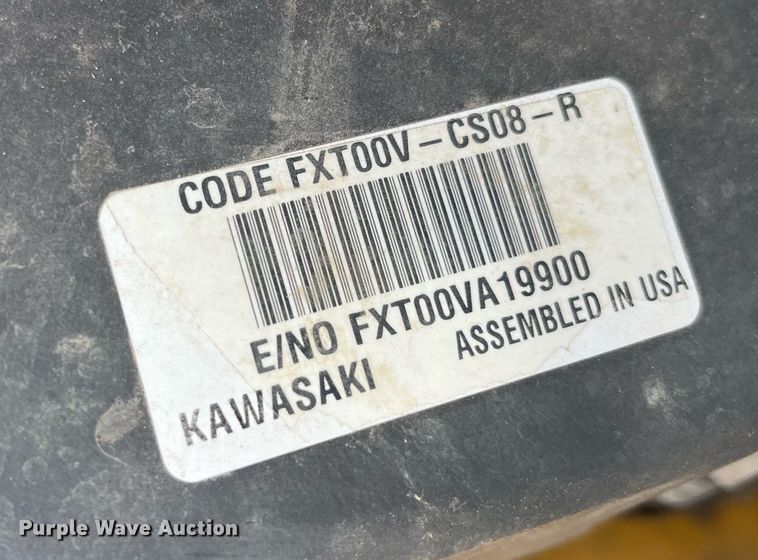 CODE FXT00V-CS08-R
E/NO FXT00VA19900
KAWASAKI ASSEMBLED IN USA
Purple Wave Auction